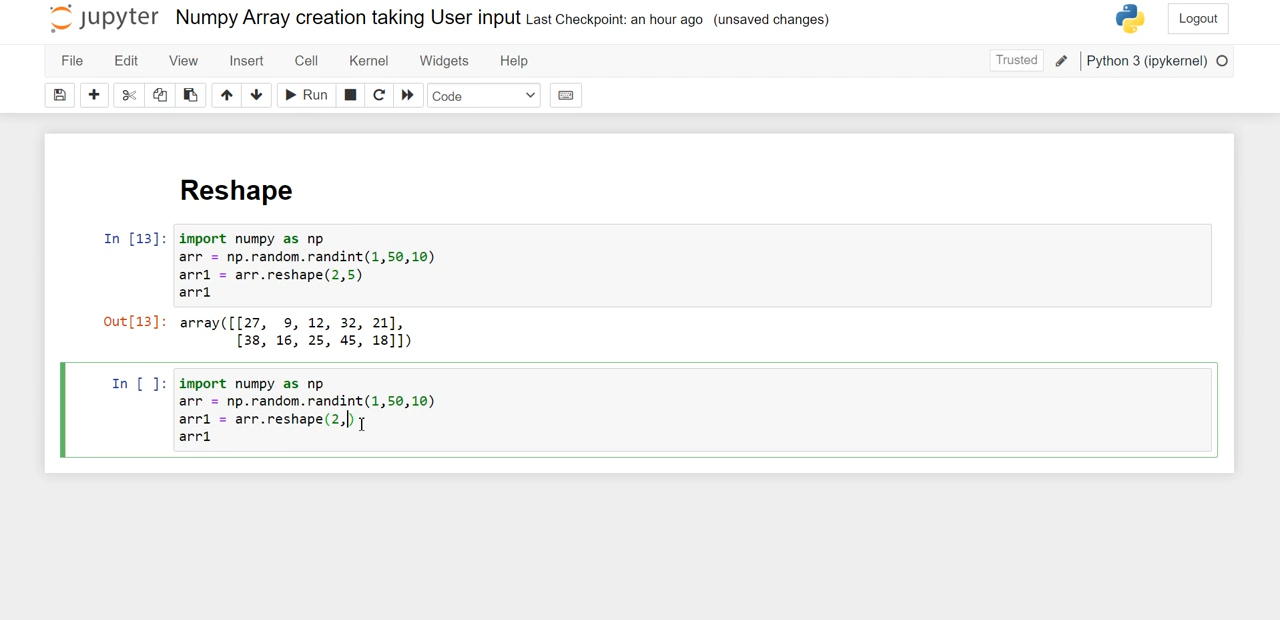 jupyter Numpy Array creation taking User input Last Checkpoint: an hour ago (unsaved changes) Logout
File Edit View Insert Cell Kernel Widgets Help Trusted Python 3 (ipykernel)
Run Code
Reshape
In [13]: import numpy as np
arr = np.random.randint(1,50,10)
arr1 = arr.reshape(2,5)
arr1
Out[13]: array([[27,  9, 12, 32, 21],
[38, 16, 25, 45, 18]])
In [ ]: import numpy as np
arr = np.random.randint(1,50,10)
arr1 = arr.reshape(2,)
arr1